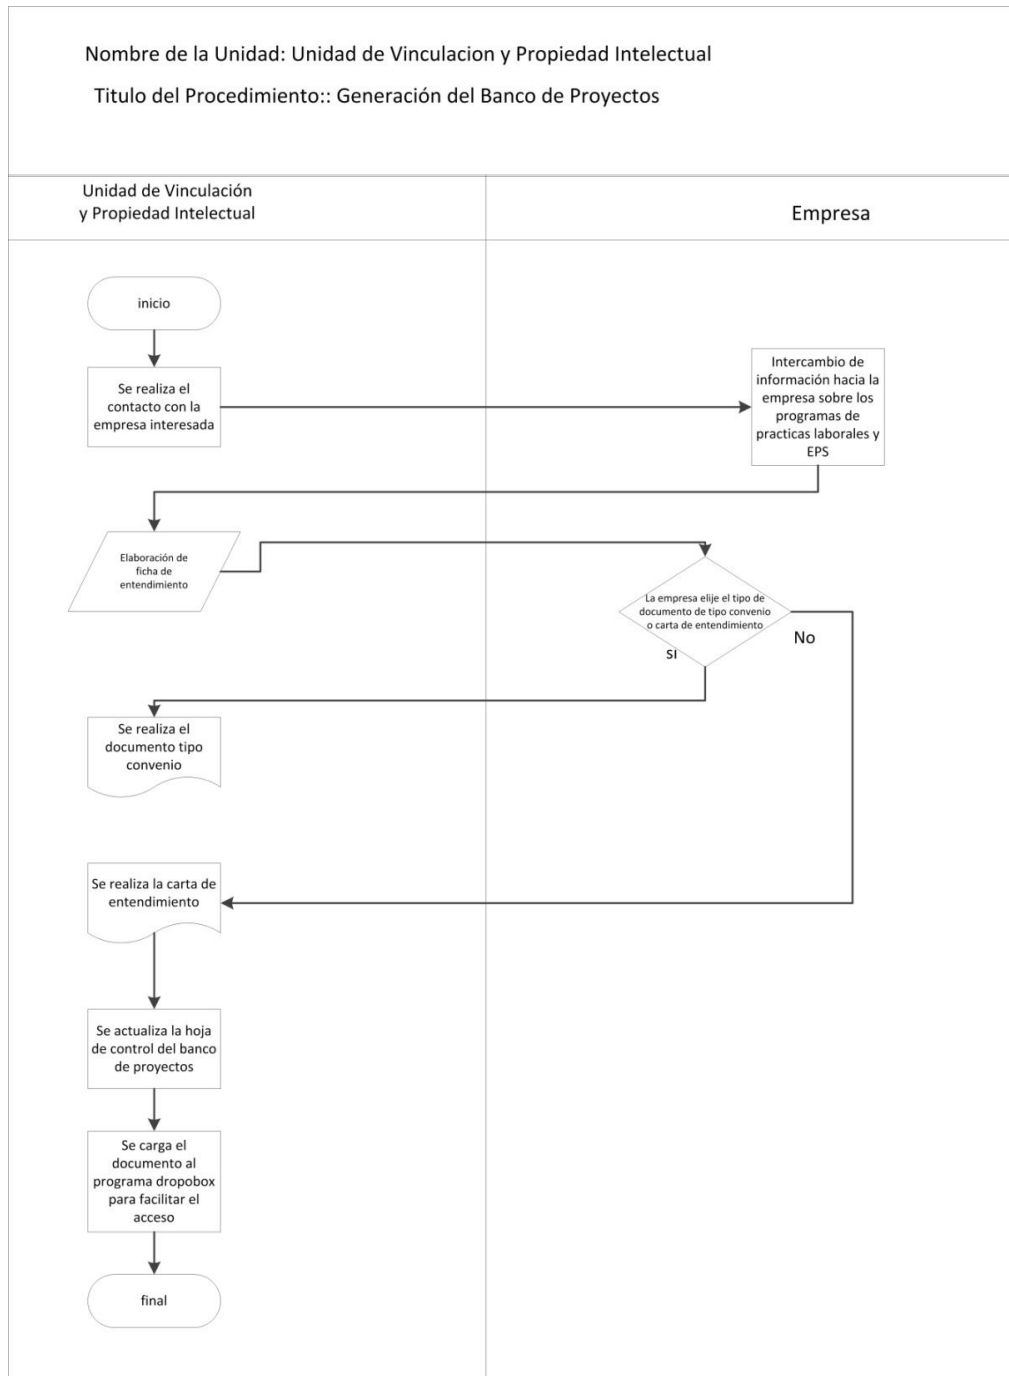 Nombre de la Unidad: Unidad de Vinculacion y Propiedad Intelectual
Titulo del Procedimiento:: Generación del Banco de Proyectos
Unidad de Vinculación
y Propiedad Intelectual
Empresa
inicio
Se realiza el
contacto con la
empresa interesada
Intercambio de
información hacia la
empresa sobre los
programas de
practicas laborales y
EPS
Elaboración de
ficha de
entendimiento
La empresa elije el tipo de
documento de tipo convenio
o carta de entendimiento
No
SI
Se realiza el
documento tipo
convenio
Se realiza la carta de
entendimiento
Se actualiza la hoja
de control del banco
de proyectos
Se carga el
documento al
programa dropobox
para facilitar el
acceso
final